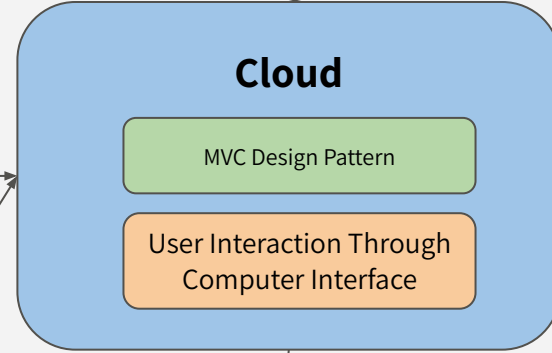 Cloud
MVC Design Pattern
User Interaction Through
Computer Interface